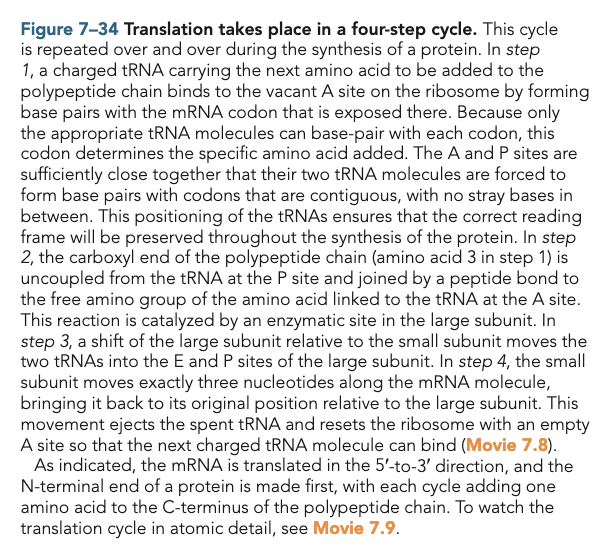 Figure 7–34 Translation takes place in a four-step cycle. This cycle
is repeated over and over during the synthesis of a protein. In step
1, a charged tRNA carrying the next amino acid to be added to the
polypeptide chain binds to the vacant A site on the ribosome by forming
base pairs with the mRNA codon that is exposed there. Because only
the appropriate tRNA molecules can base-pair with each codon, this
codon determines the specific amino acid added. The A and P sites are
sufficiently close together that their two tRNA molecules are forced to
form base pairs with codons that are contiguous, with no stray bases in
between. This positioning of the tRNAs ensures that the correct reading
frame will be preserved throughout the synthesis of the protein. In step
2, the carboxyl end of the polypeptide chain (amino acid 3 in step 1) is
uncoupled from the tRNA at the P site and joined by a peptide bond to
the free amino group of the amino acid linked to the tRNA at the A site.
This reaction is catalyzed by an enzymatic site in the large subunit. In
step 3, a shift of the large subunit relative to the small subunit moves the
two tRNAs into the E and P sites of the large subunit. In step 4, the small
subunit moves exactly three nucleotides along the mRNA molecule,
bringing it back to its original position relative to the large subunit. This
movement ejects the spent tRNA and resets the ribosome with an empty
A site so that the next charged tRNA molecule can bind (Movie 7.8).
As indicated, the mRNA is translated in the 5′-to-3′ direction, and the
N-terminal end of a protein is made first, with each cycle adding one
amino acid to the C-terminus of the polypeptide chain. To watch the
translation cycle in atomic detail, see Movie 7.9.